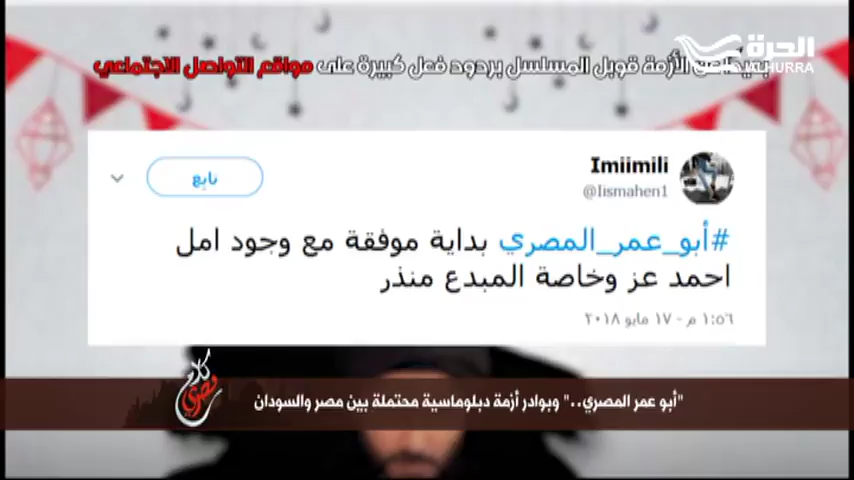 الحرة
ALHURRA
الأزمة قوبل المسلسل بردود فعل كبيرة على مواقع التواصل الاجتماعي
Imiimili
@Iismahen1
تابع
#أبو_عمر_المصري بداية موفقة مع وجود امل
احمد عز وخاصة المبدع منذر
١:٥٦ م - ١٧ مايو ٢٠١٨
كلام
مصري
"أبو عمر المصري.." وبوادر أزمة دبلوماسية محتملة بين مصر والسودان